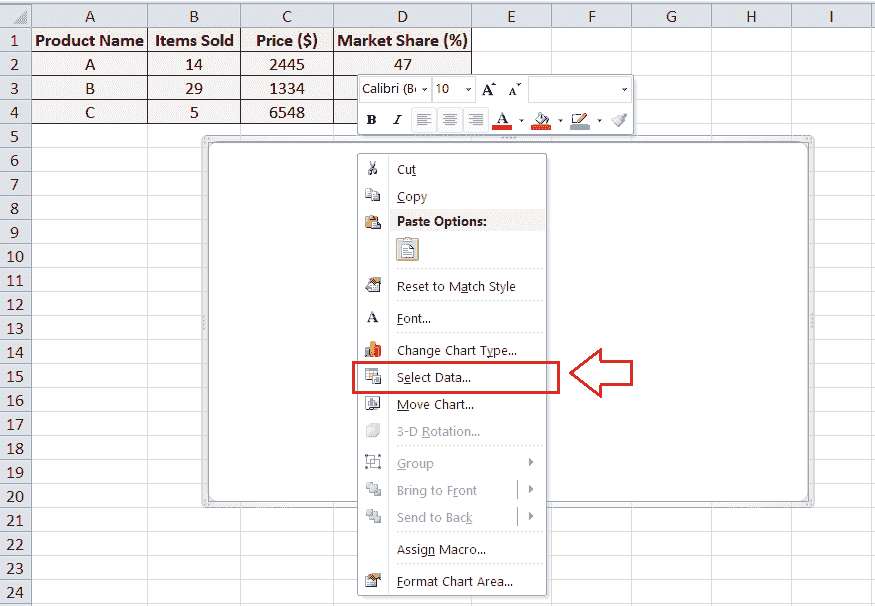 A B C D E F G H I
1 Product Name Items Sold Price ($) Market Share (%)
2 A 14 2445 47
3 B 29 1334
4 C 5 6548
Calibri (Bo 10 A A
B I A
5
6
7
8
9
10
11
12
13
14
15
16
17
18
19
20
21
22
23
24
Cut
Copy
Paste Options:
Reset to Match Style
A Font...
Change Chart Type...
Select Data...
Move Chart...
3-D Rotation...
Group
Bring to Front
Send to Back
Assign Macro...
Format Chart Area...